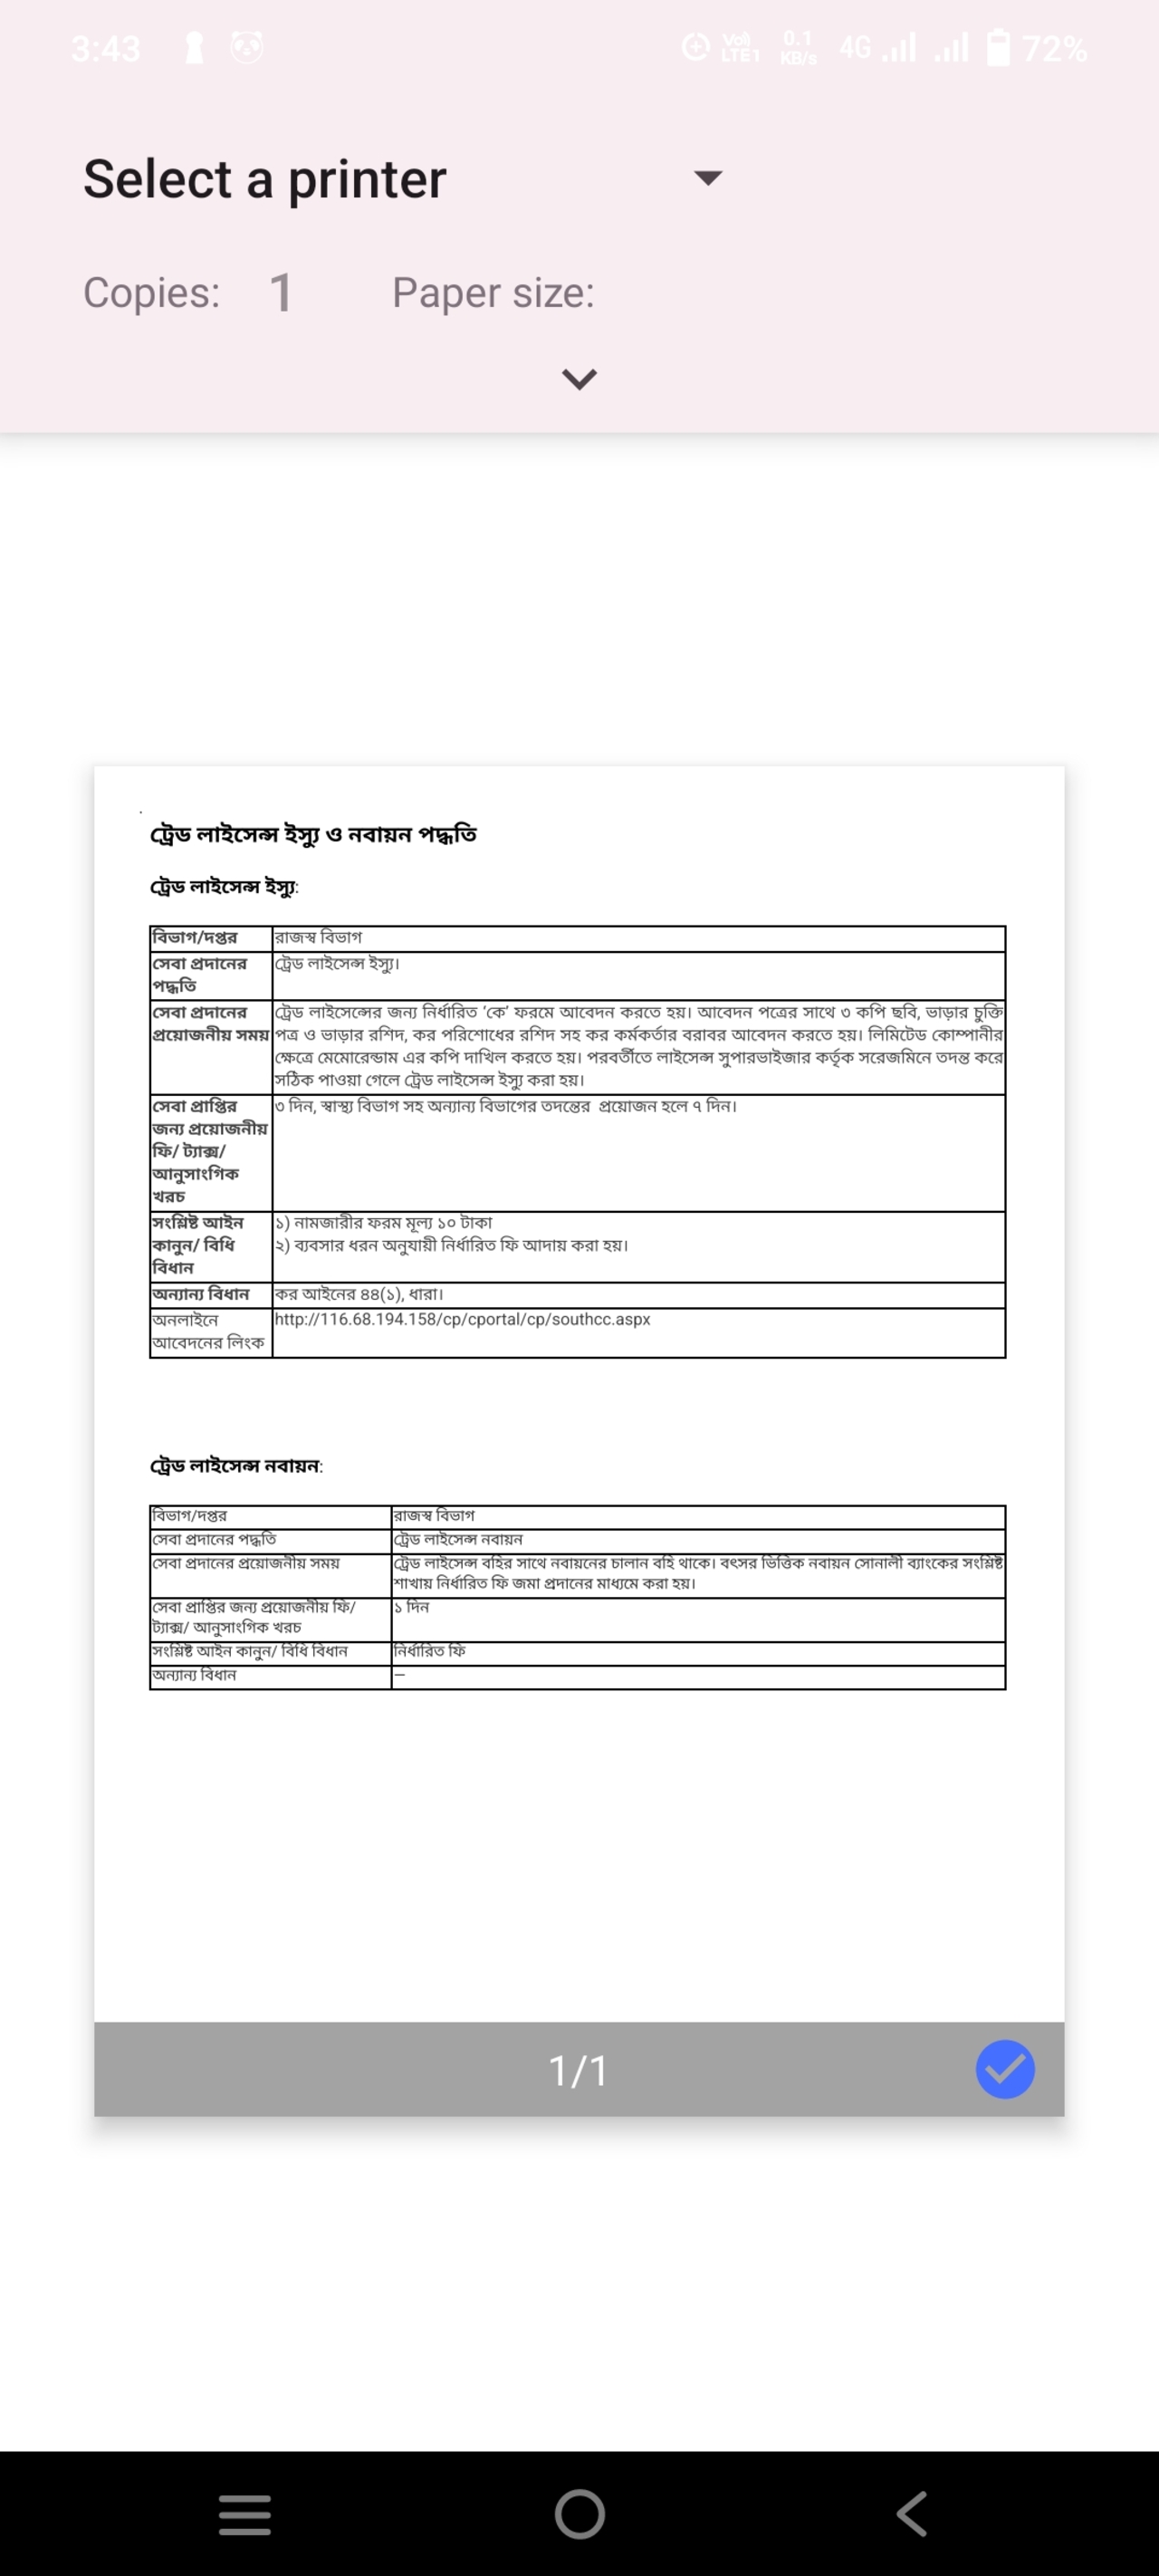 3:43
Vo) 0.1 4G 72%
LTE1 KB/s
Select a printer
Copies: 1 Paper size:
ট্রেড লাইসেন্স ইস্যু ও নবায়ন পদ্ধতি
ট্রেড লাইসেন্স ইস্যু:
বিভাগ/দপ্তর রাজস্ব বিভাগ
সেবা প্রদানের ট্রেড লাইসেন্স ইস্যু।
পদ্ধতি
সেবা প্রদানের ট্রেড লাইসেন্সের জন্য নির্ধারিত ‘কে’ ফরমে আবেদন করতে হয়। আবেদন পত্রের সাথে ৩ কপি ছবি, ভাড়ার চুক্তি
প্রয়োজনীয় সময় পত্র ও ভাড়ার রশিদ, কর পরিশোধের রশিদ সহ কর কর্মকর্তার বরাবর আবেদন করতে হয়। লিমিটেড কোম্পানীর
ক্ষেত্রে মেমোরেন্ডাম এর কপি দাখিল করতে হয়। পরবর্তীতে লাইসেন্স সুপারভাইজার কর্তৃক সরেজমিনে তদন্ত করে
সঠিক পাওয়া গেলে ট্রেড লাইসেন্স ইস্যু করা হয়।
সেবা প্রাপ্তির ৩ দিন, স্বাস্থ্য বিভাগ সহ অন্যান্য বিভাগের তদন্তের প্রয়োজন হলে ৭ দিন।
জন্য প্রয়োজনীয়
ফি/ ট্যাক্স/
আনুসাংগিক
খরচ
সংশ্লিষ্ট আইন ১) নামজারীর ফরম মূল্য ১০ টাকা
কানুন/ বিধি ২) ব্যবসার ধরন অনুযায়ী নির্ধারিত ফি আদায় করা হয়।
বিধান
অন্যান্য বিধান কর আইনের ৪৪(১), ধারা।
অনলাইনে http://116.68.194.158/cp/cportal/cp/southcc.aspx
আবেদনের লিংক
ট্রেড লাইসেন্স নবায়ন:
বিভাগ/দপ্তর রাজস্ব বিভাগ
সেবা প্রদানের পদ্ধতি ট্রেড লাইসেন্স নবায়ন
সেবা প্রদানের প্রয়োজনীয় সময় ট্রেড লাইসেন্স বহির সাথে নবায়নের চালান বহি থাকে। বৎসর ভিত্তিক নবায়ন সোনালী ব্যাংকের সংশ্লিষ্ট
শাখায় নির্ধারিত ফি জমা প্রদানের মাধ্যমে করা হয়।
সেবা প্রাপ্তির জন্য প্রয়োজনীয় ফি/ ১ দিন
ট্যাক্স/ আনুসাংগিক খরচ
সংশ্লিষ্ট আইন কানুন/ বিধি বিধান নির্ধারিত ফি
অন্যান্য বিধান –
1/1